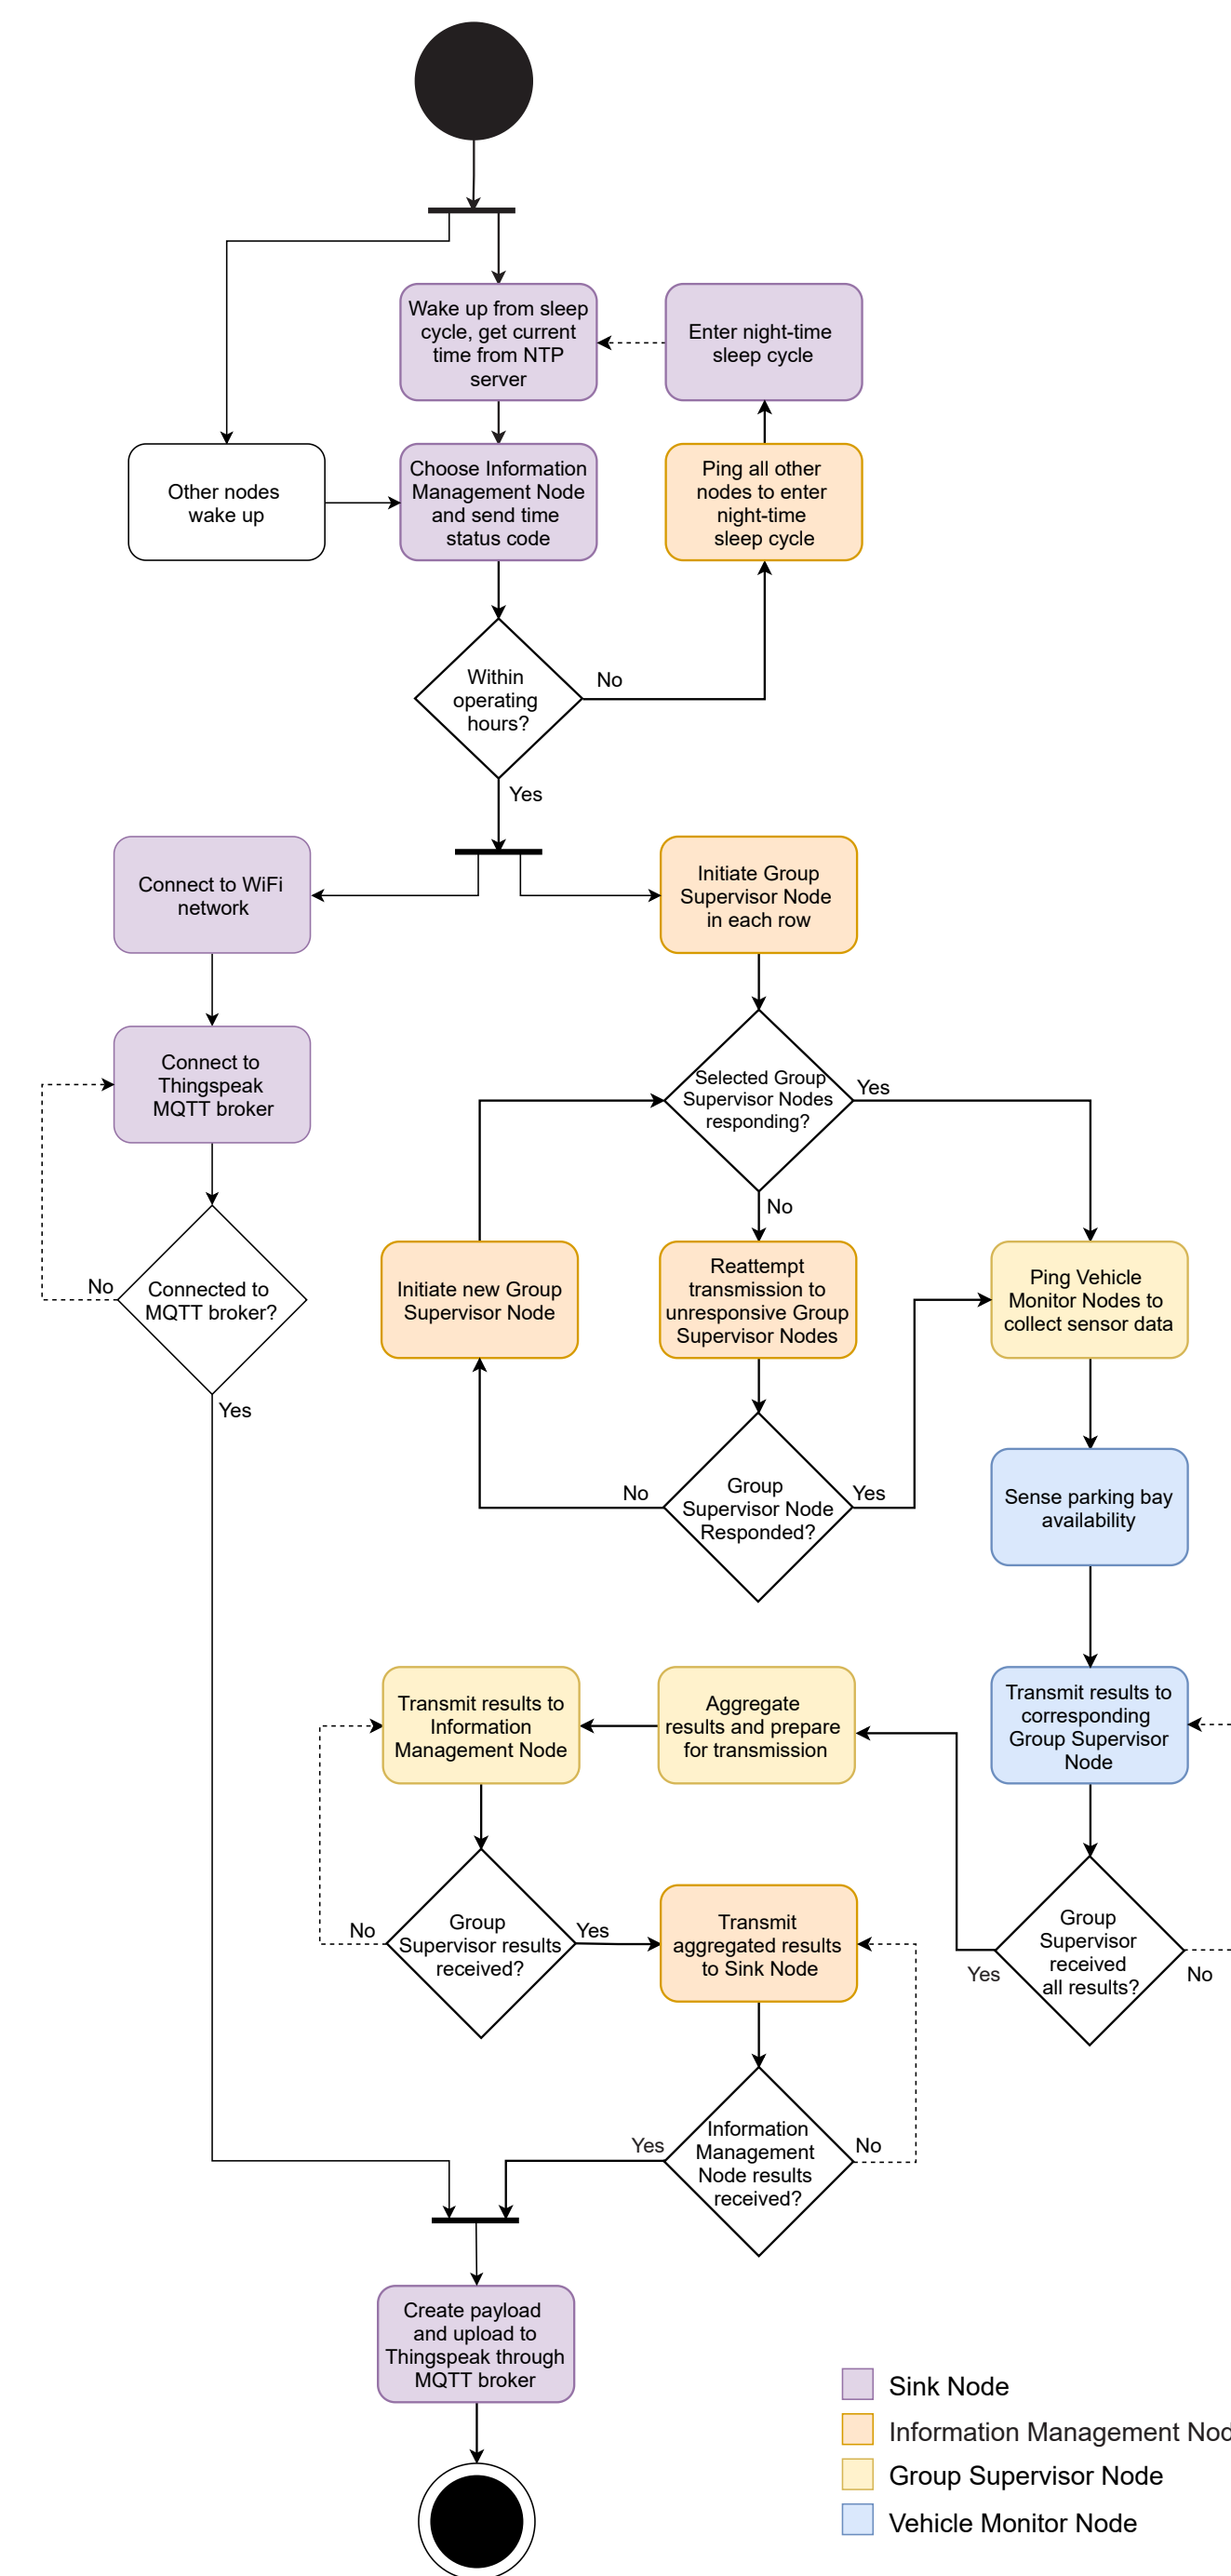 Wake up from sleep
cycle, get current
time from NTP
server
Enter night-time
sleep cycle
Other nodes
wake up
Choose Information
Management Node
and send time
status code
Ping all other
nodes to enter
night-time
sleep cycle
Within
operating
hours?
No
Yes
Connect to WiFi
network
Initiate Group
Supervisor Node
in each row
Connect to
Thingspeak
MQTT broker
Selected Group
Supervisor Nodes
responding?
Yes
No
Connected to
MQTT broker?
No
Yes
Initiate new Group
Supervisor Node
Reattempt
transmission to
unresponsive Group
Supervisor Nodes
Ping Vehicle
Monitor Nodes to
collect sensor data
Group
Supervisor Node
Responded?
No
Yes
Sense parking bay
availability
Transmit results to
Information
Management Node
Aggregate
results and prepare
for transmission
Transmit results to
corresponding
Group Supervisor
Node
Group
Supervisor results
received?
No
Yes
Transmit
aggregated results
to Sink Node
Group
Supervisor
received
all results?
Yes
No
Information
Management
Node results
received?
Yes
No
Create payload
and upload to
Thingspeak through
MQTT broker
Sink Node
Information Management Nod
Group Supervisor Node
Vehicle Monitor Node